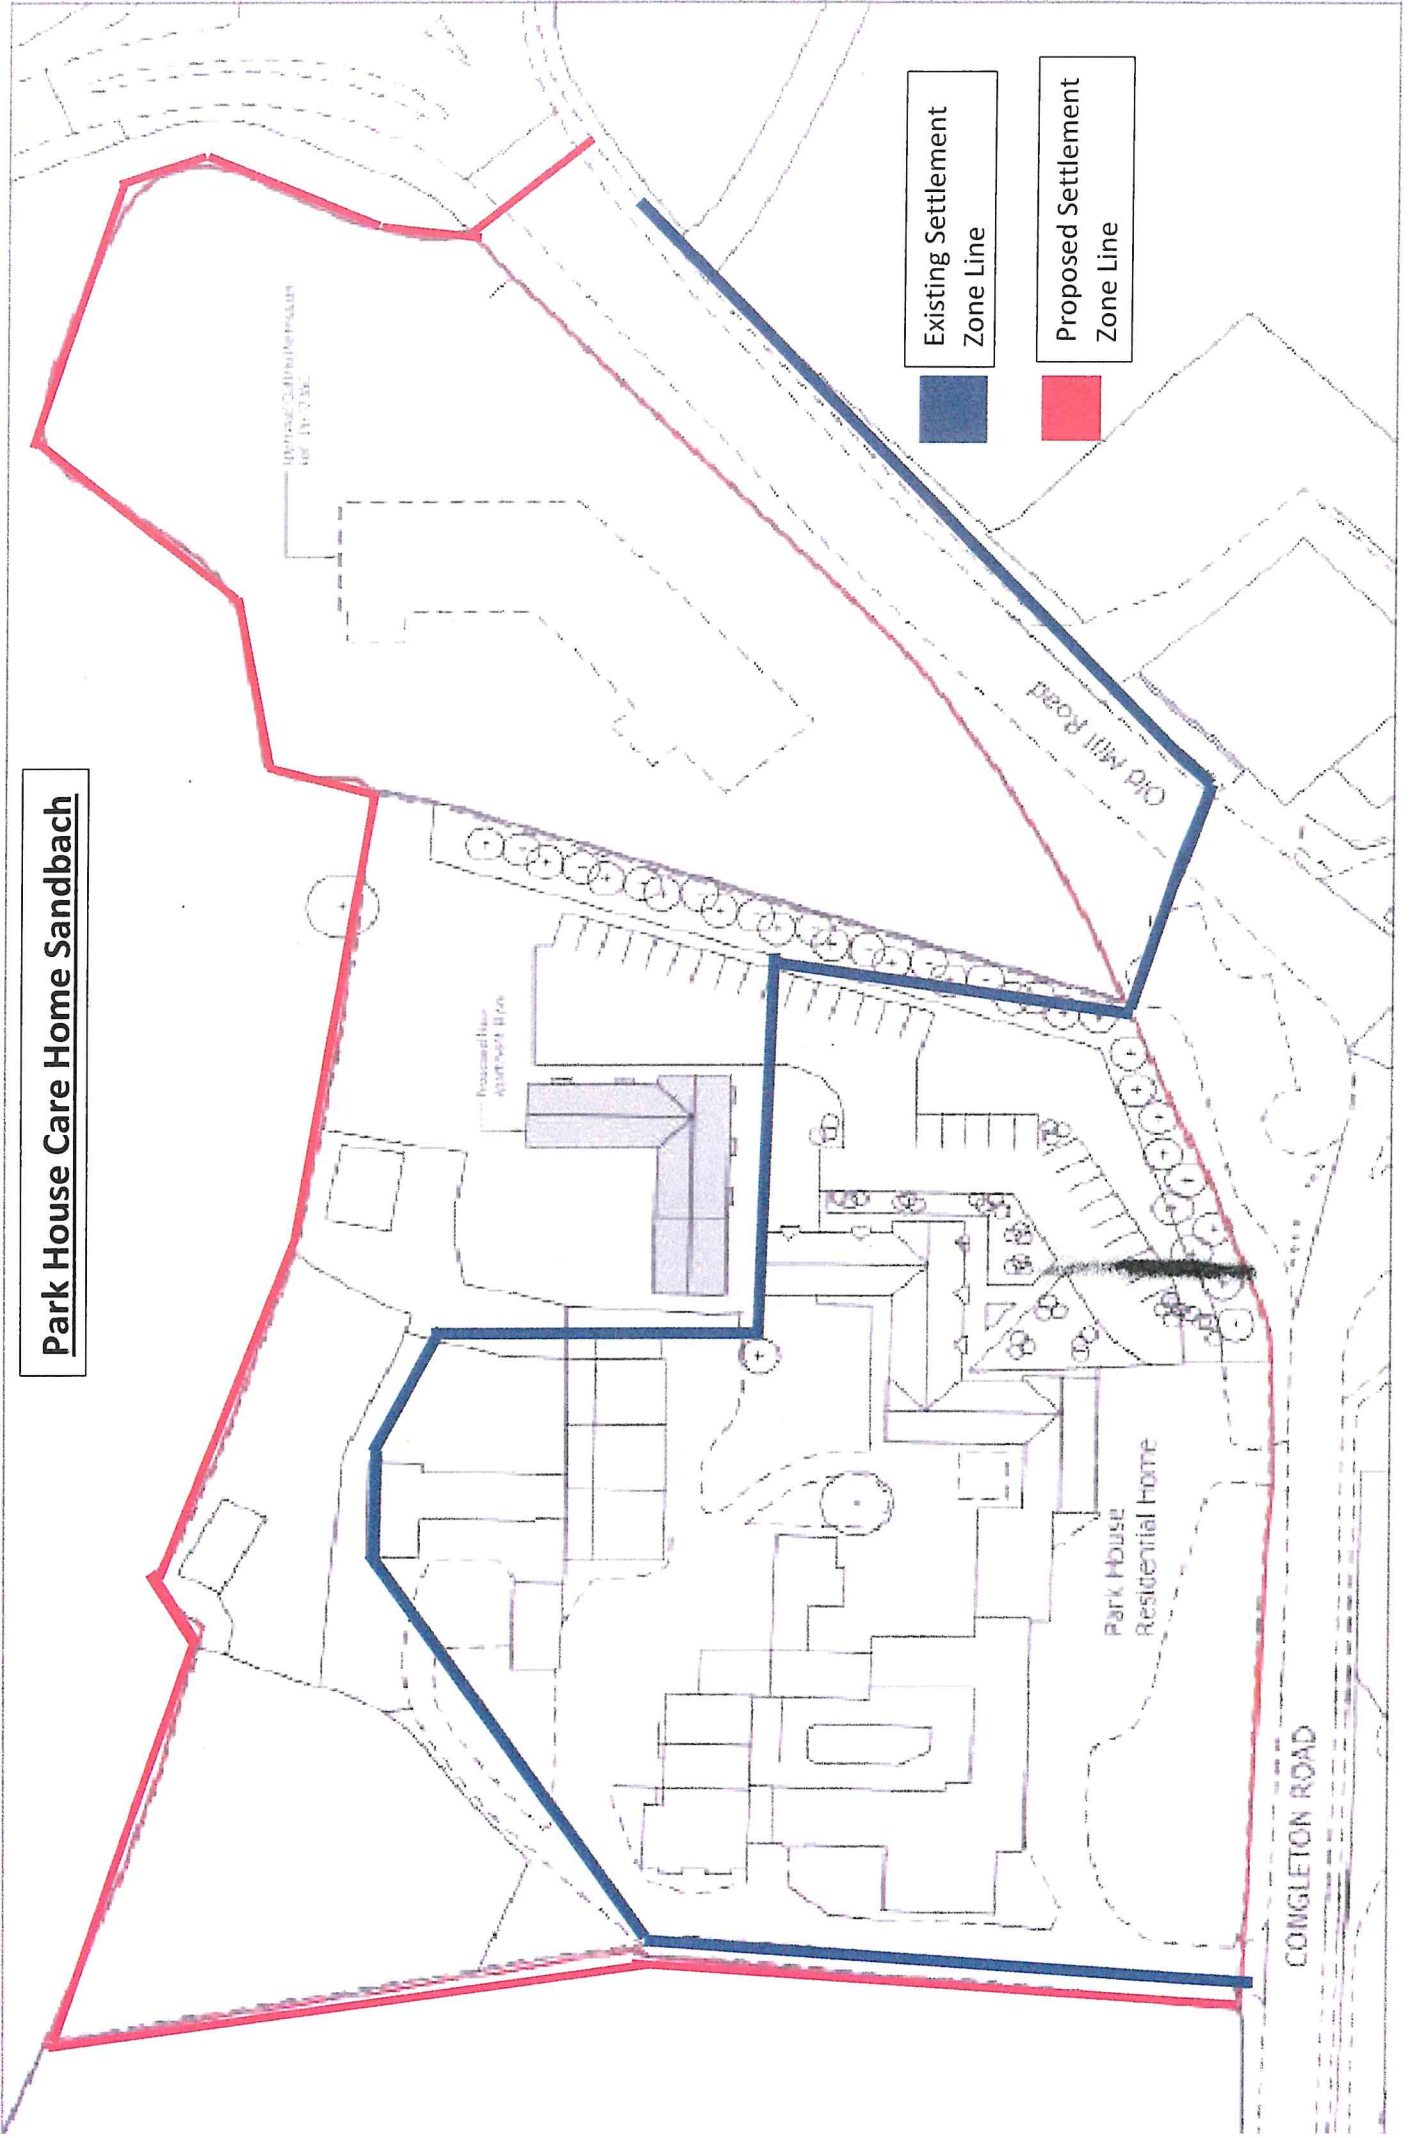 Park House Care Home Sandbach
Existing Settlement
Zone Line
Proposed Settlement
Zone Line
Old Mill Road
Park House
Residential Home
CONGLETON ROAD